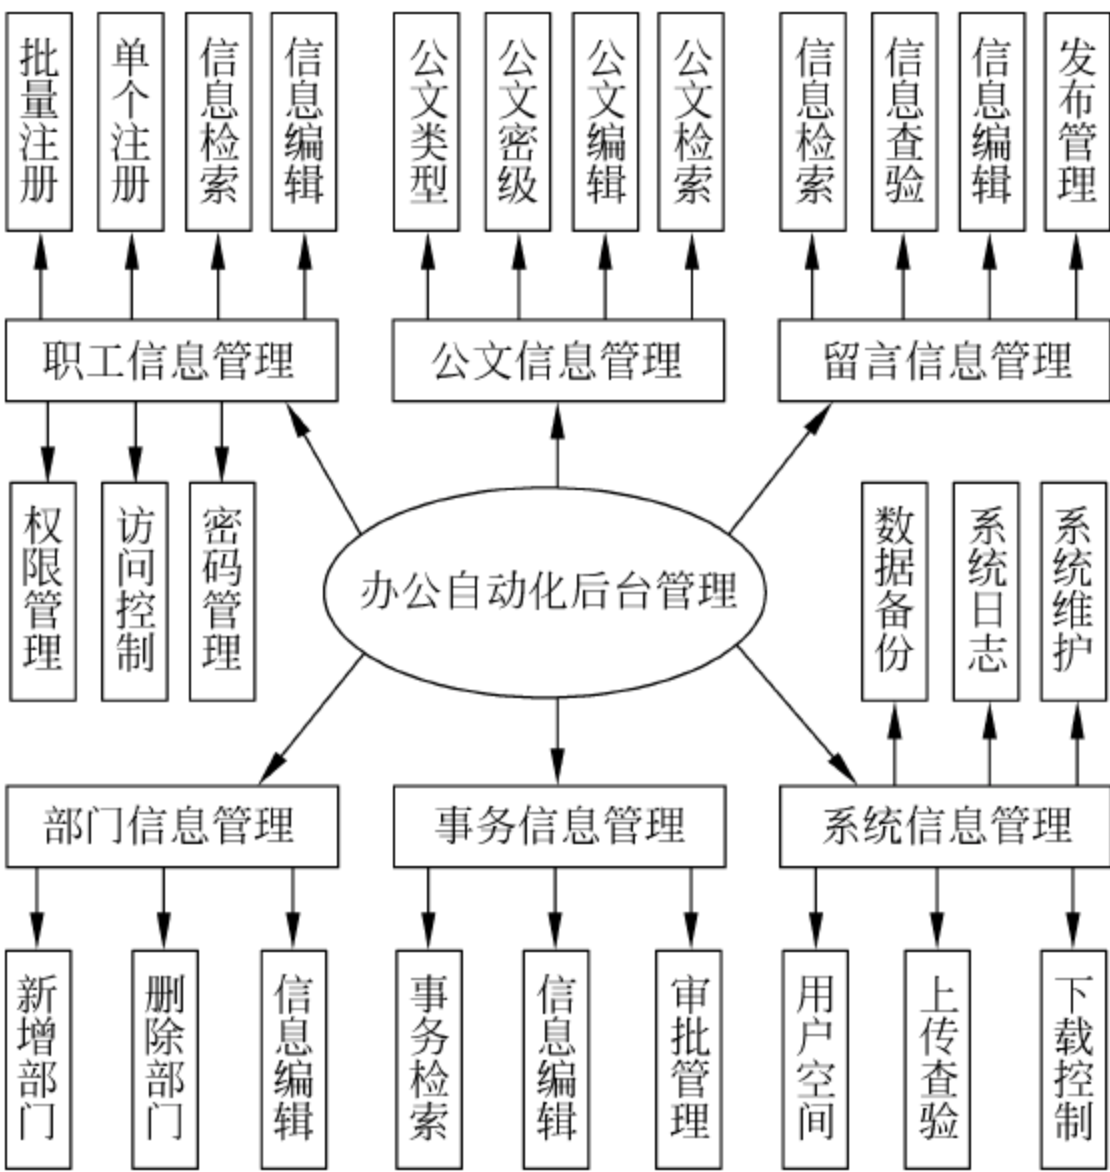 批量注册
单个注册
信息检索
信息编辑
公文类型
公文密级
公文编辑
公文检索
信息检索
信息查验
信息编辑
发布管理
职工信息管理
公文信息管理
留言信息管理
权限管理
访问控制
密码管理
办公自动化后台管理
数据备份
系统日志
系统维护
部门信息管理
事务信息管理
系统信息管理
新增部门
删除部门
信息编辑
事务检索
信息编辑
审批管理
用户空间
上传查验
下载控制